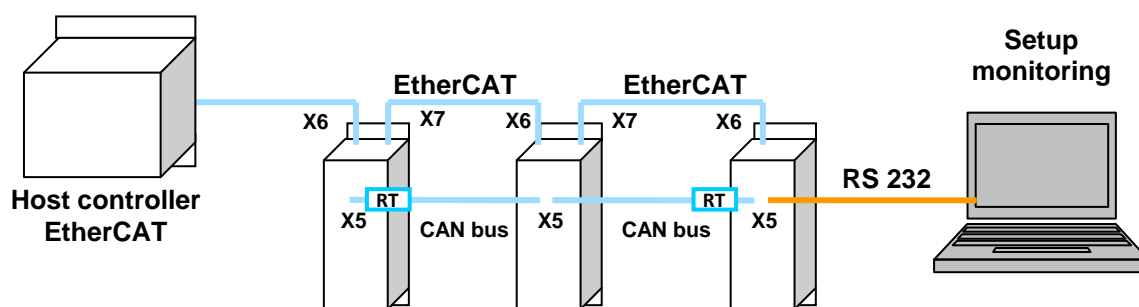 Setup
monitoring
EtherCAT
EtherCAT
X6
X7
X6
X7
X6
Host controller
EtherCAT
RT
RT
RS 232
X5
CAN bus
X5
CAN bus
X5